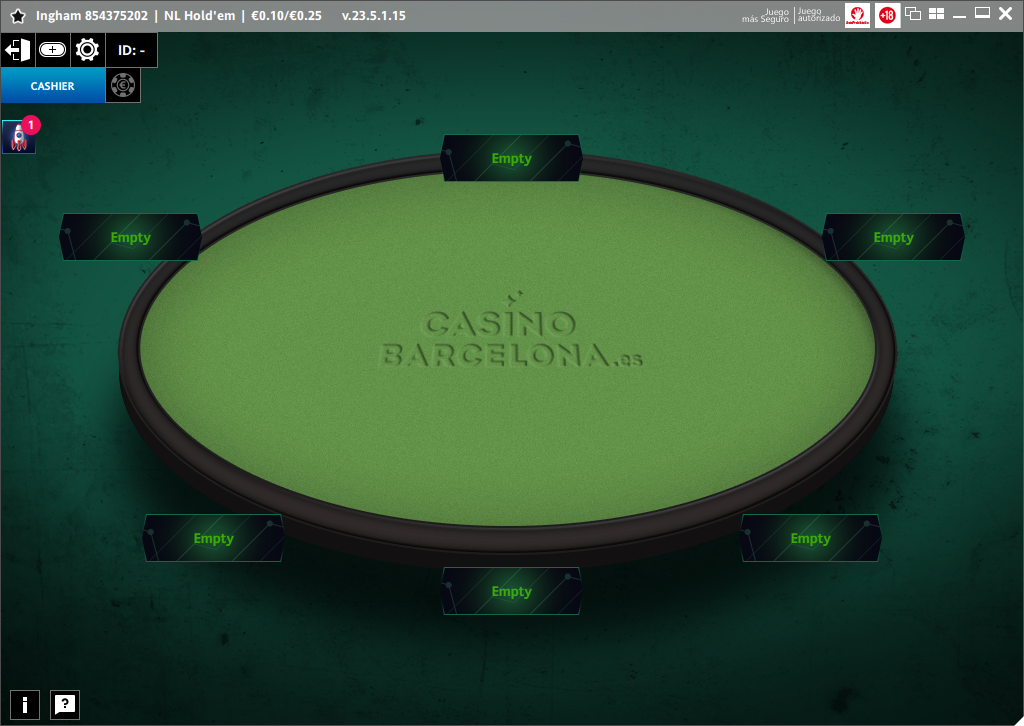 Ingham 854375202 | NL Hold'em | €0.10/€0.25 v.23.5.1.15
Juego más Seguro
Juego autorizado
+18
ID: -
CASHIER
1
Empty
Empty
Empty
CASINO
BARCELONA.es
Empty
Empty
Empty